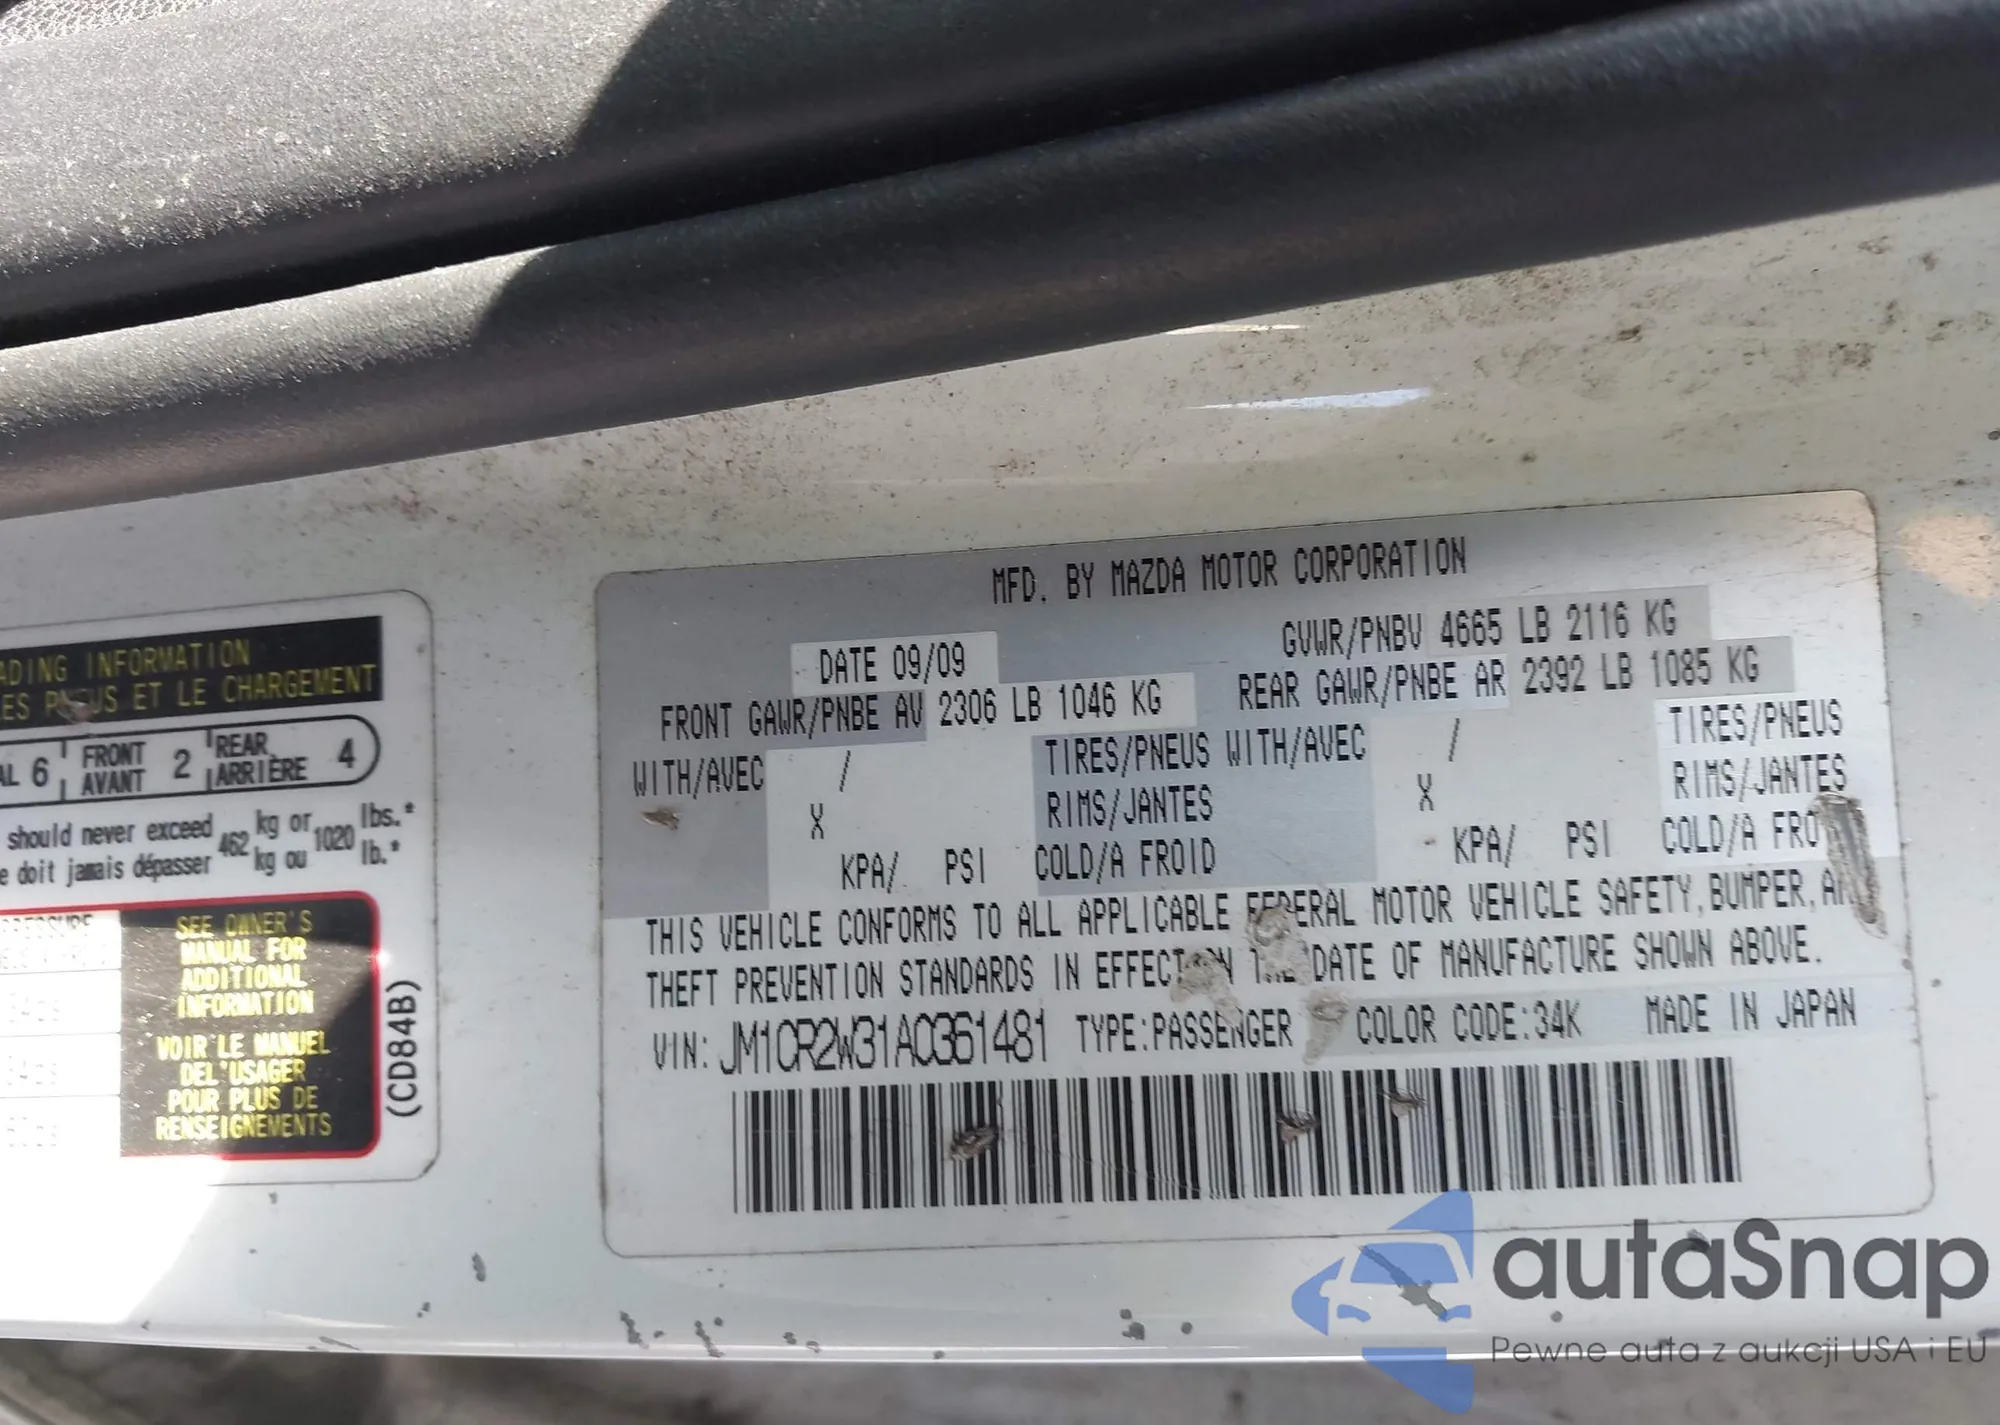 ADING INFORMATION
ES PNEUS ET LE CHARGEMENT
AL 6 FRONT AVANT 2 REAR ARRIÈRE 4
should never exceed 462 kg or 1020 lbs.*
e doit jamais dépasser kg ou lb.*
SEE OWNER'S
MANUAL FOR
ADDITIONAL
INFORMATION
VOIR LE MANUEL
DEL'USAGER
POUR PLUS DE
RENSEIGNEMENTS
(CD84B)
MFD. BY MAZDA MOTOR CORPORATION
DATE 09/09 GVWR/PNBV 4665 LB 2116 KG
FRONT GAWR/PNBE AV 2306 LB 1046 KG REAR GAWR/PNBE AR 2392 LB 1085 KG
WITH/AVEC / TIRES/PNEUS WITH/AVEC / TIRES/PNEUS
X RIMS/JANTES X RIMS/JANTES
KPA/ PSI COLD/A FROID KPA/ PSI COLD/A FRO
THIS VEHICLE CONFORMS TO ALL APPLICABLE FEDERAL MOTOR VEHICLE SAFETY, BUMPER, A
THEFT PREVENTION STANDARDS IN EFFECT ON THE DATE OF MANUFACTURE SHOWN ABOVE.
VIN: JM1CR2W31A0361481 TYPE:PASSENGER COLOR CODE:34K MADE IN JAPAN
autaSnap
Pewne auta z aukcji USA i EU